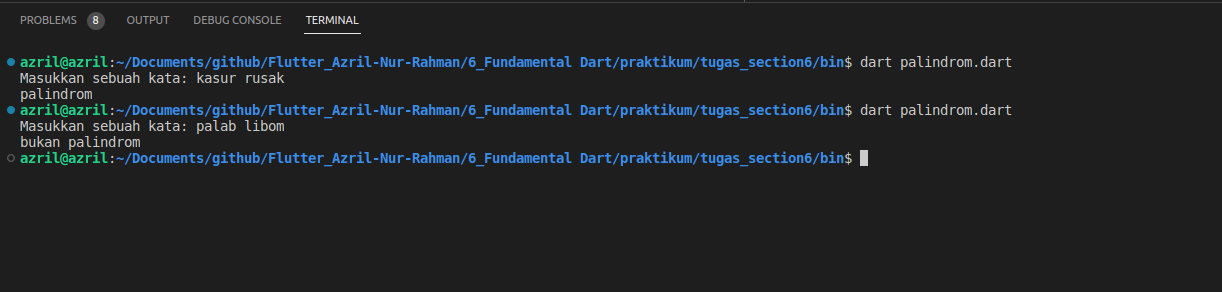 PROBLEMS 8 OUTPUT DEBUG CONSOLE TERMINAL
azril@azril:~/Documents/github/Flutter_Azril-Nur-Rahman/6_Fundamental Dart/praktikum/tugas_section6/bin$ dart palindrom.dart
Masukkan sebuah kata: kasur rusak
palindrom
azril@azril:~/Documents/github/Flutter_Azril-Nur-Rahman/6_Fundamental Dart/praktikum/tugas_section6/bin$ dart palindrom.dart
Masukkan sebuah kata: palab libom
bukan palindrom
azril@azril:~/Documents/github/Flutter_Azril-Nur-Rahman/6_Fundamental Dart/praktikum/tugas_section6/bin$